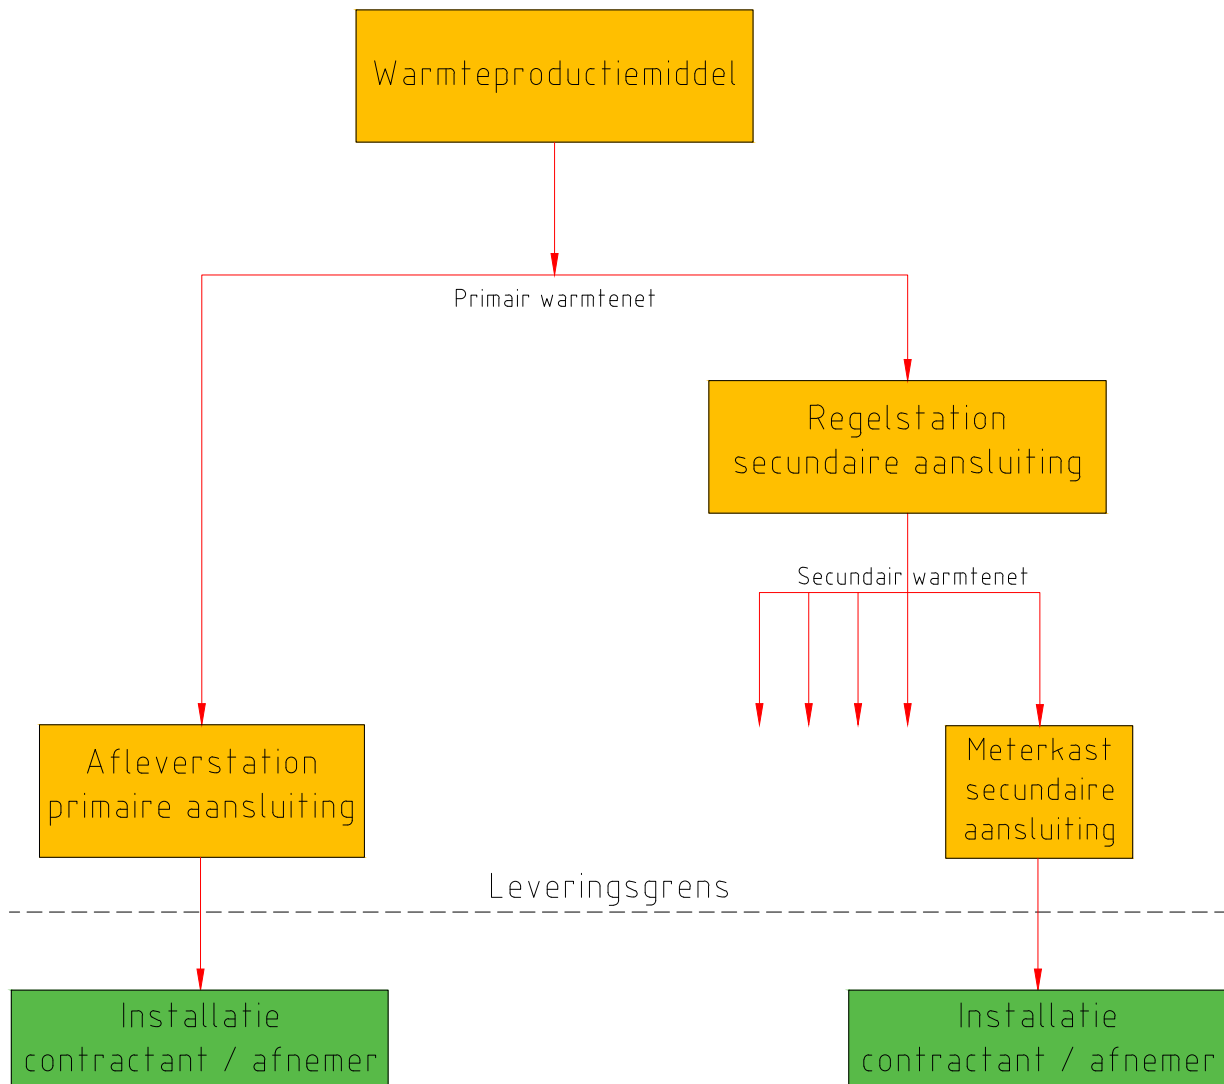 Warmteproductiemiddel
Primair warmtenet
Regelstation
secundaire aansluiting
Secundair warmtenet
Afleverstation
primaire aansluiting
Meterkast
secundaire
aansluiting
Leveringsgrens
Installatie
contractant / afnemer
Installatie
contractant / afnemer